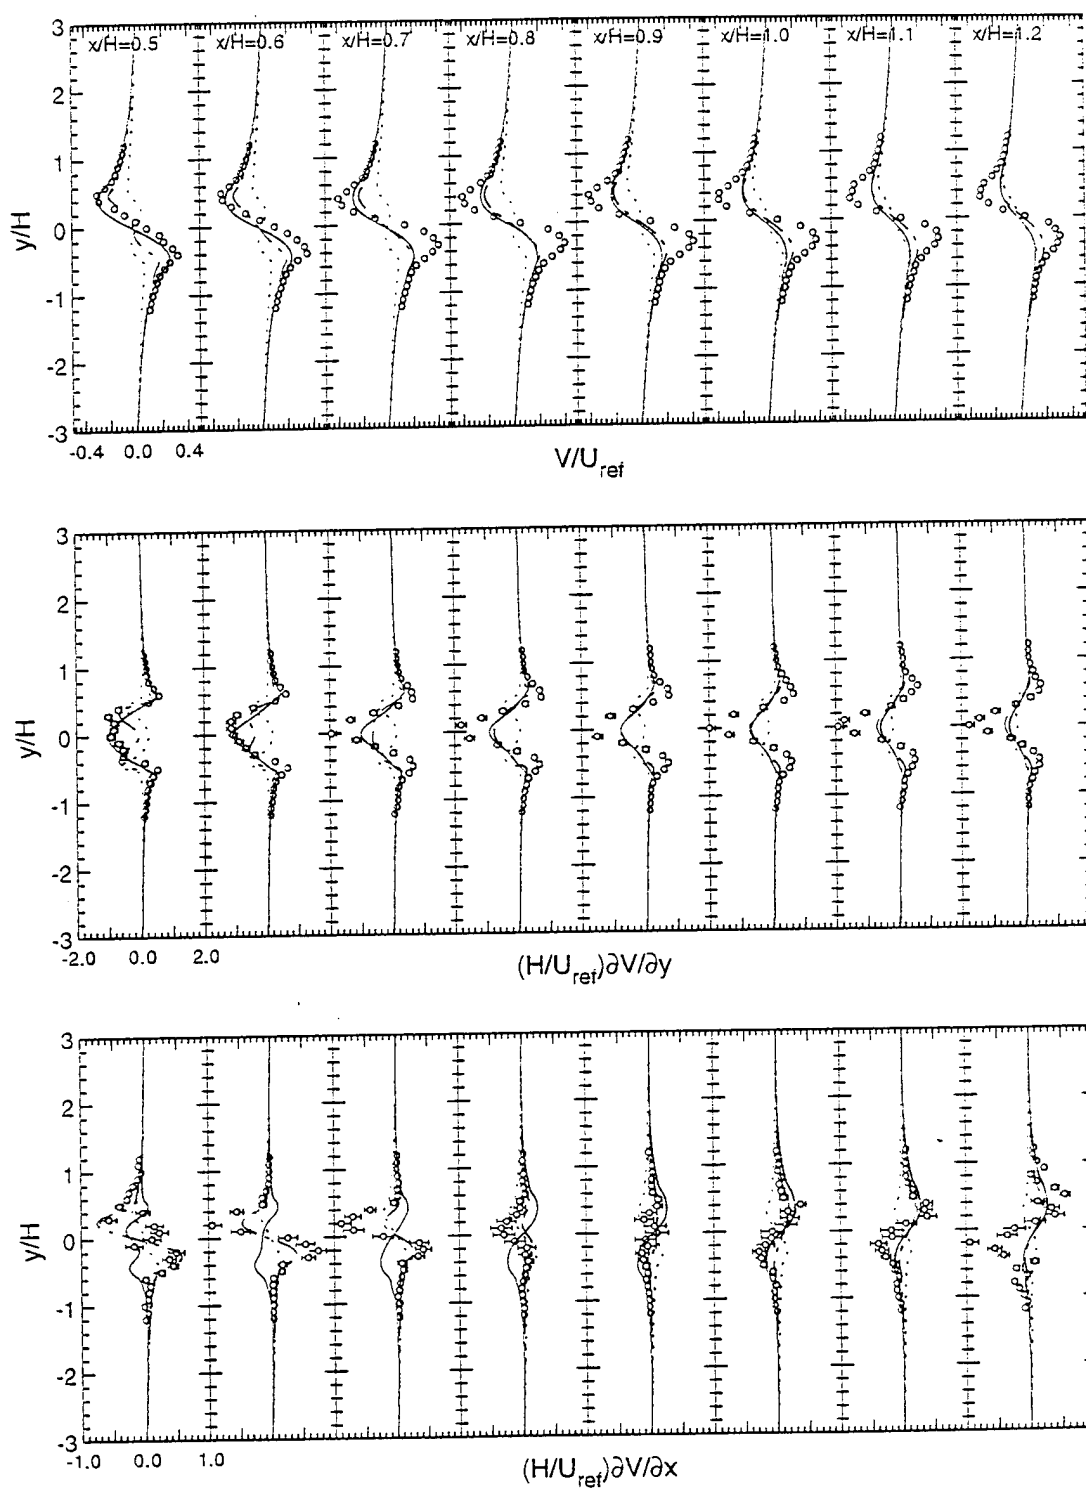 x/H=0.5 x/H=0.6 x/H=0.7 x/H=0.8 x/H=0.9 x/H=1.0 x/H=1.1 x/H=1.2
3
2
1
0
-1
-2
-3
y/H
-0.4 0.0 0.4
V/U_ref
3
2
1
0
-1
-2
-3
y/H
-2.0 0.0 2.0
(H/U_ref)∂V/∂y
3
2
1
0
-1
-2
-3
y/H
-1.0 0.0 1.0
(H/U_ref)∂V/∂x